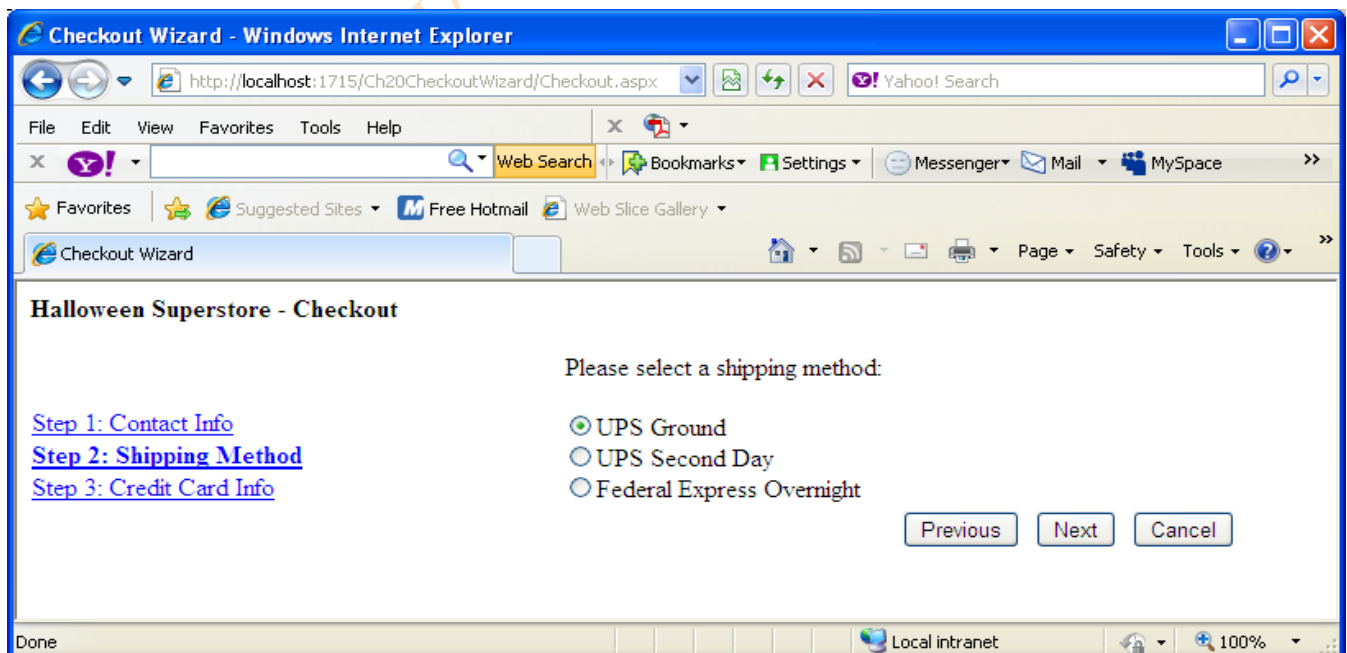 Checkout Wizard - Windows Internet Explorer
http://localhost:1715/Ch20CheckoutWizard/Checkout.aspx Yahoo! Search
File Edit View Favorites Tools Help
Web Search Bookmarks Settings Messenger Mail MySpace
Favorites Suggested Sites Free Hotmail Web Slice Gallery
Checkout Wizard Page Safety Tools
Halloween Superstore - Checkout
Please select a shipping method:
Step 1: Contact Info UPS Ground
Step 2: Shipping Method UPS Second Day
Step 3: Credit Card Info Federal Express Overnight
Previous Next Cancel
Done Local intranet 100%